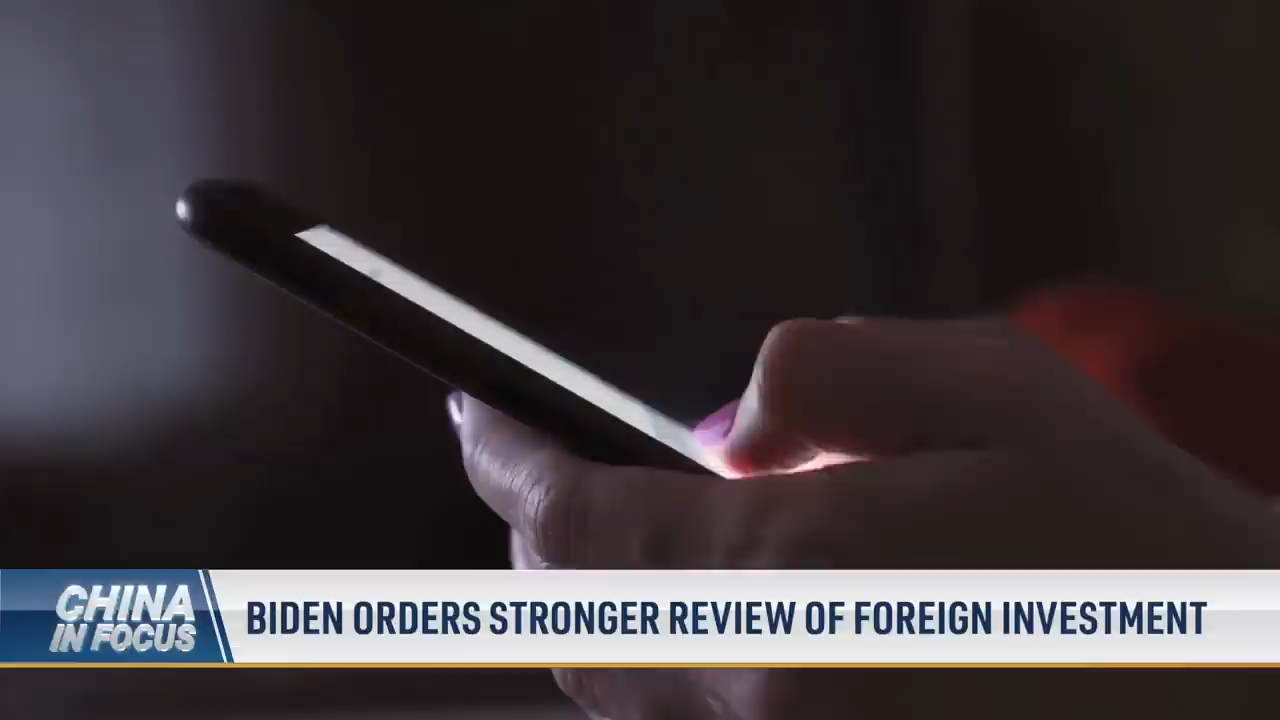 CHINA
IN FOCUS
BIDEN ORDERS STRONGER REVIEW OF FOREIGN INVESTMENT